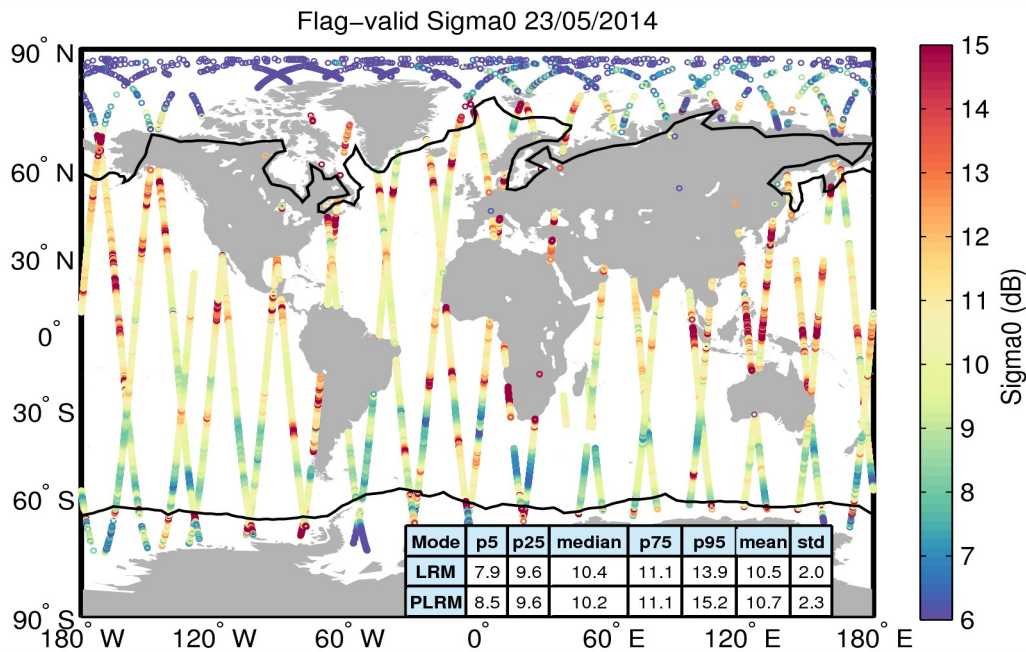 Flag−valid Sigma0 23/05/2014
90° N
60° N
30° N
0°
30° S
60° S
90° S
180° W
120° W
60° W
0°
60° E
120° E
180° E
Mode p5 p25 median p75 p95 mean std
LRM 7.9 9.6 10.4 11.1 13.9 10.5 2.0
PLRM 8.5 9.6 10.2 11.1 15.2 10.7 2.3
15
14
13
12
11
10
9
8
7
6
Sigma0 (dB)